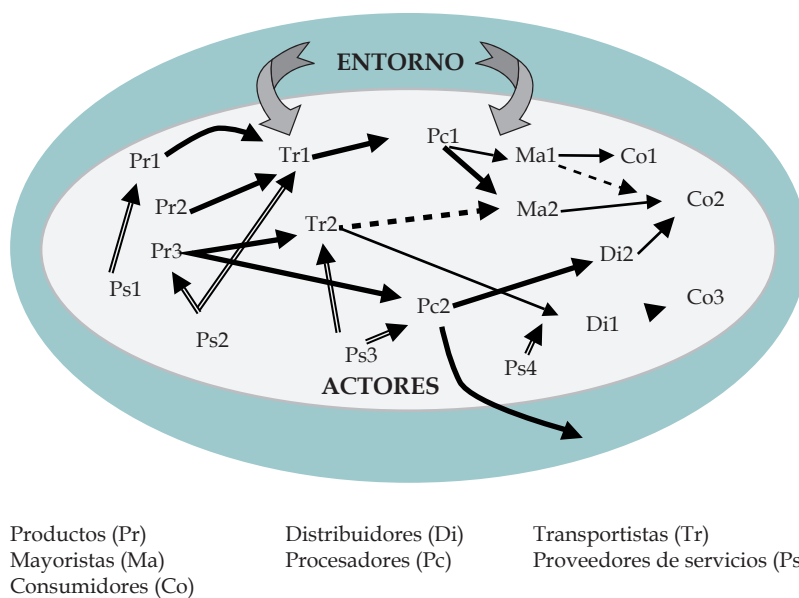 ENTORNO
Pc1
Pr1
Tr1
Ma1
Co1
Pr2
Ma2
Co2
Tr2
Pr3
Di2
Ps1
Pc2
Co3
Ps2
Di1
Ps3
Ps4
ACTORES
Productos (Pr)
Distribuidores (Di)
Transportistas (Tr)
Mayoristas (Ma)
Procesadores (Pc)
Proveedores de servicios (Ps
Consumidores (Co)